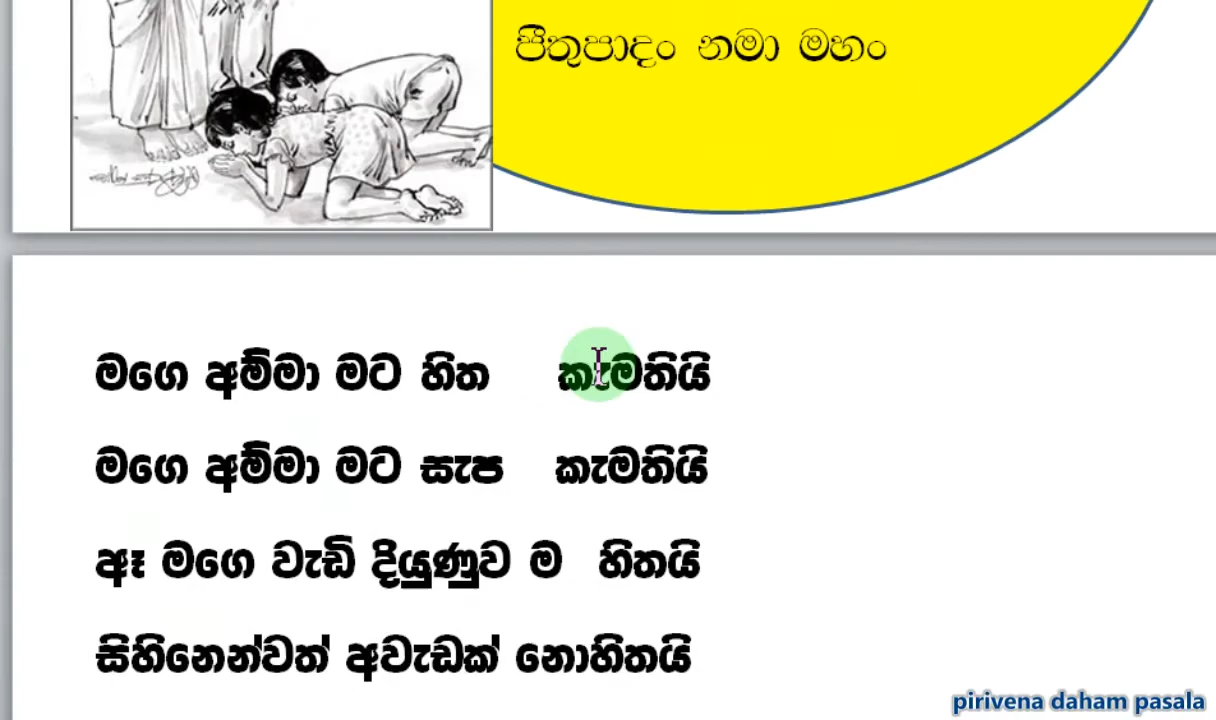 පීතුපාදං නමා මහං
මගෙ අම්මා මට හිත කැමතියි
මගෙ අම්මා මට සැප කැමතියි
ඈ මගෙ වැඩි දියුණුව ම හිතයි
සිහිනෙන්වත් අවැඩක් නොහිතයි
pirivena daham pasala